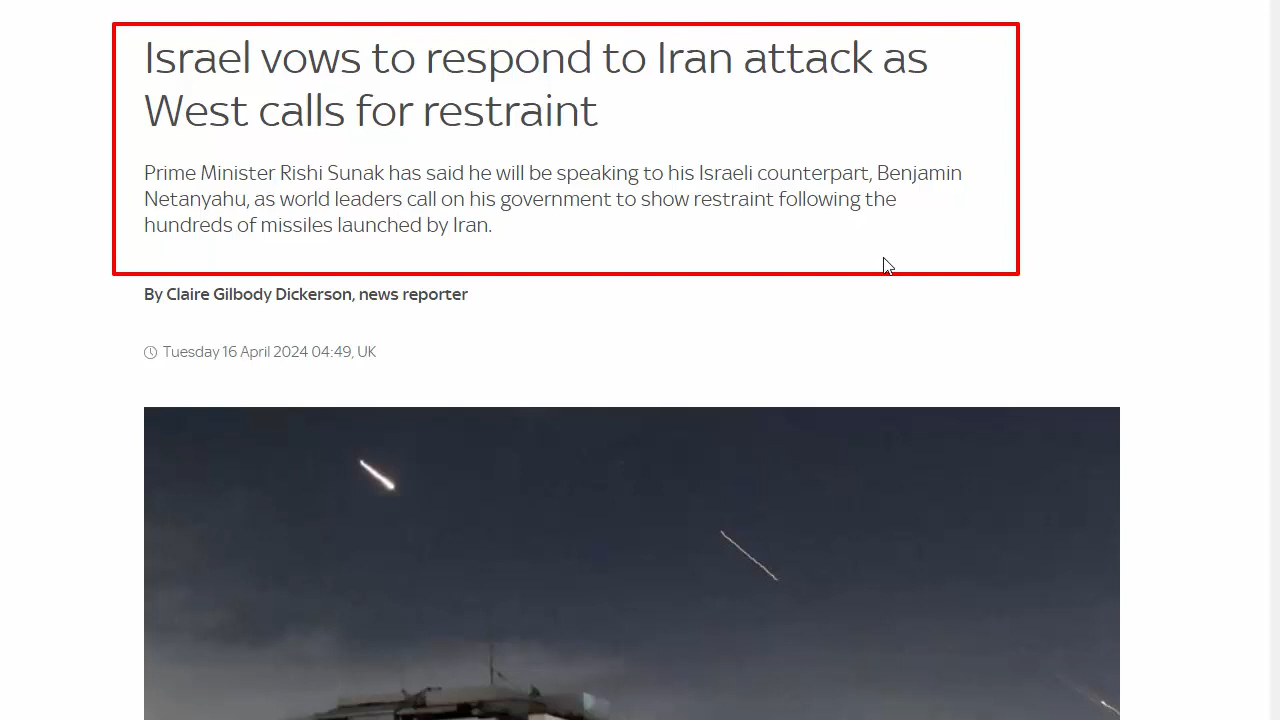 Israel vows to respond to Iran attack as
West calls for restraint
Prime Minister Rishi Sunak has said he will be speaking to his Israeli counterpart, Benjamin
Netanyahu, as world leaders call on his government to show restraint following the
hundreds of missiles launched by Iran.
By Claire Gilbody Dickerson, news reporter
Tuesday 16 April 2024 04:49, UK